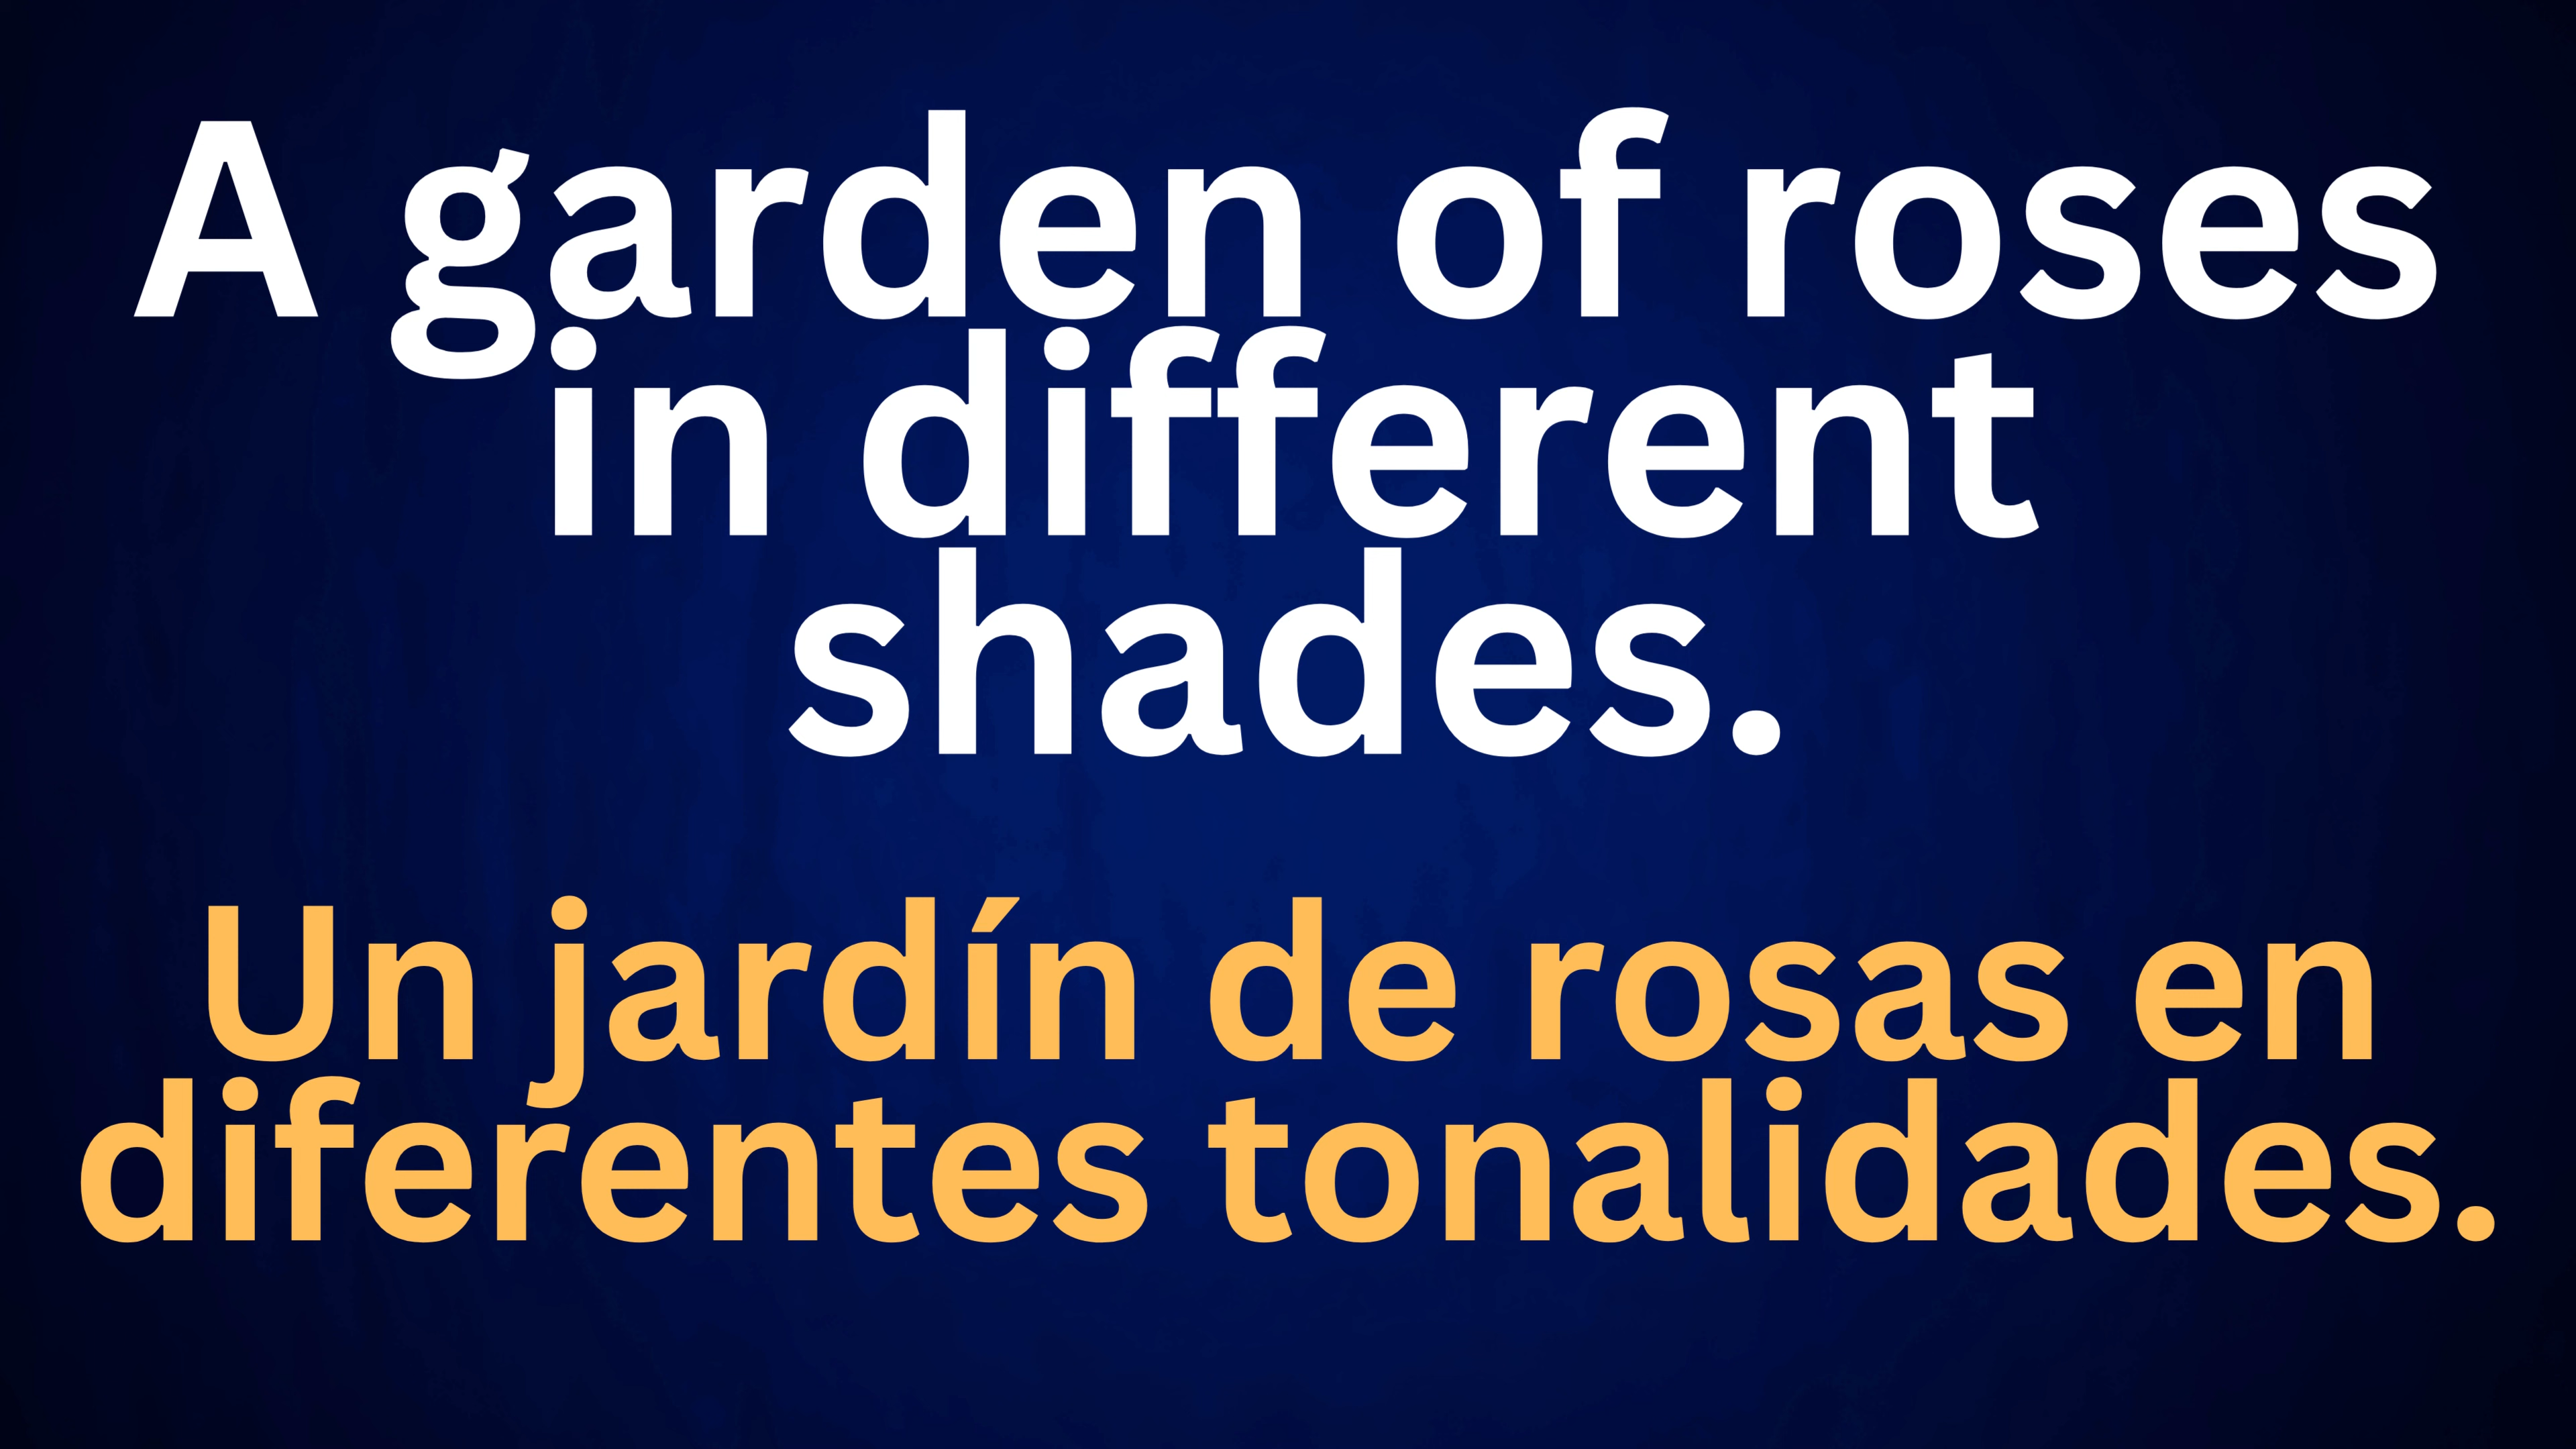 A garden of roses
in different
shades.
Un jardín de rosas en
diferentes tonalidades.